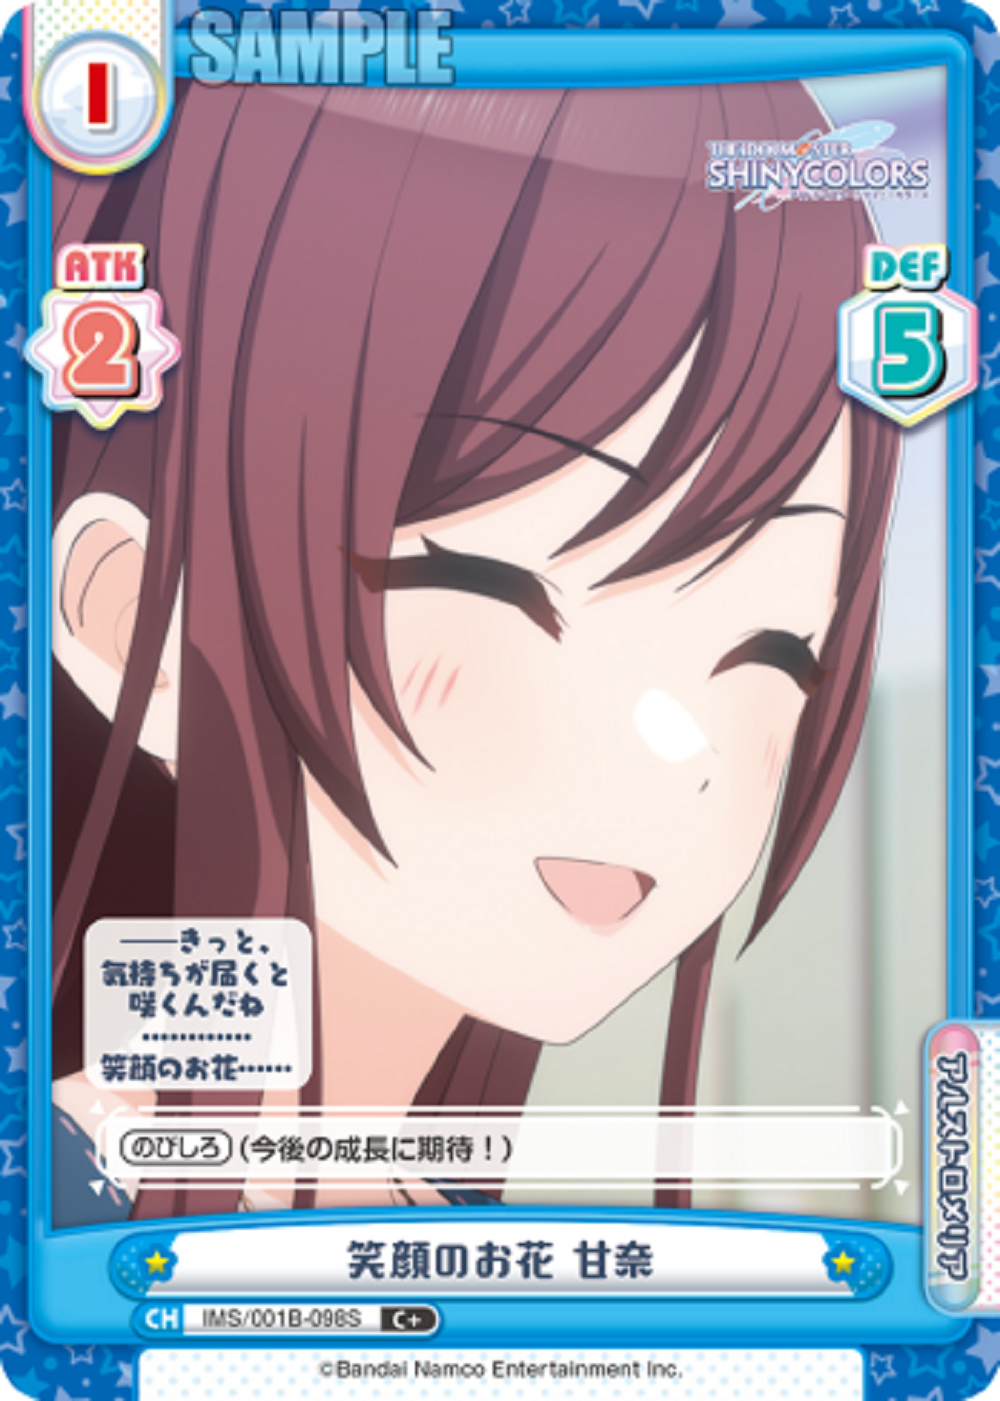 SAMPLE
1
THE IDOLM@STER
SHINYCOLORS
ATK
2
DEF
5
——きっと、
気持ちが届くと
咲くんだね
…………
笑顔のお花……
のびしろ (今後の成長に期待！)
アルストロメリア
笑顔のお花 甘奈
CH IMS/001B-098S C+
©Bandai Namco Entertainment Inc.